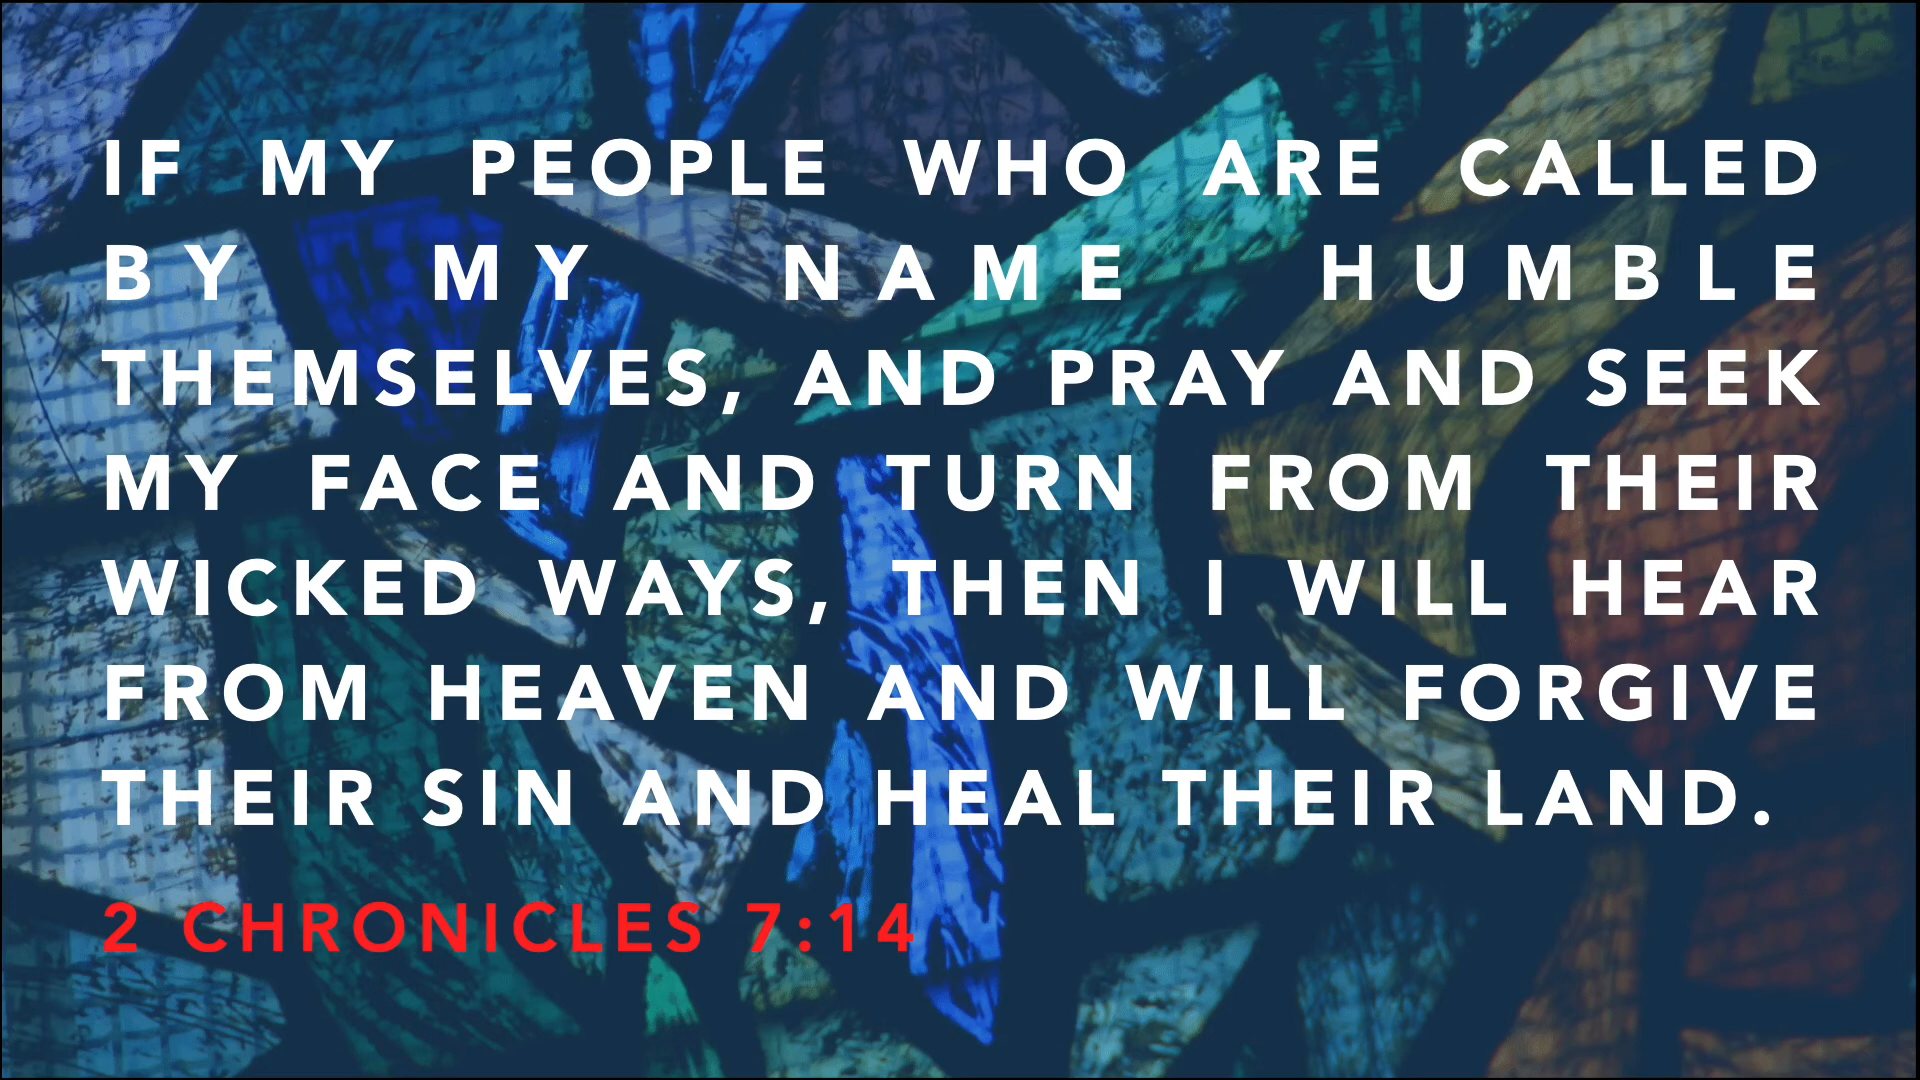 IF MY PEOPLE WHO ARE CALLED
BY MY NAME HUMBLE
THEMSELVES, AND PRAY AND SEEK
MY FACE AND TURN FROM THEIR
WICKED WAYS, THEN I WILL HEAR
FROM HEAVEN AND WILL FORGIVE
THEIR SIN AND HEAL THEIR LAND.
2 CHRONICLES 7:14